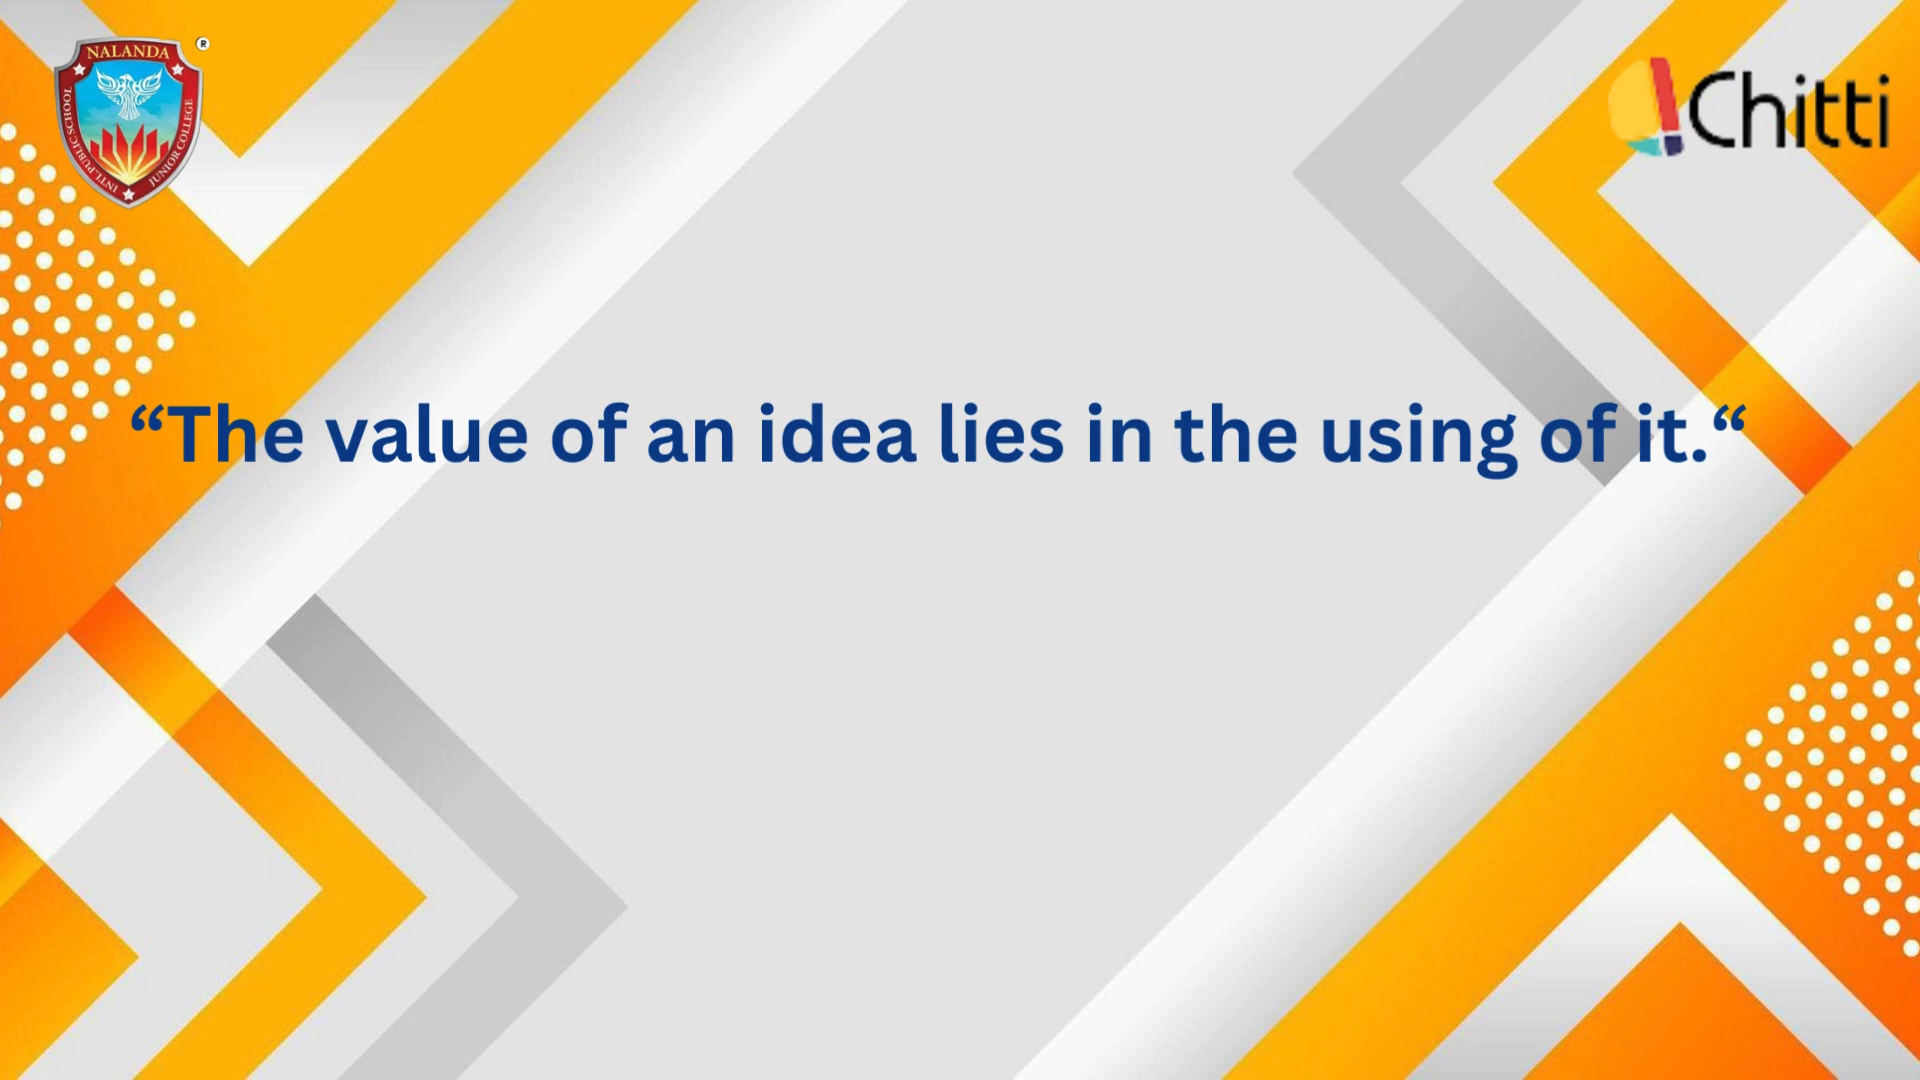 NALANDA
®
INT'L PUBLIC SCHOOL
JUNIOR COLLEGE
Chitti
“The value of an idea lies in the using of it.“